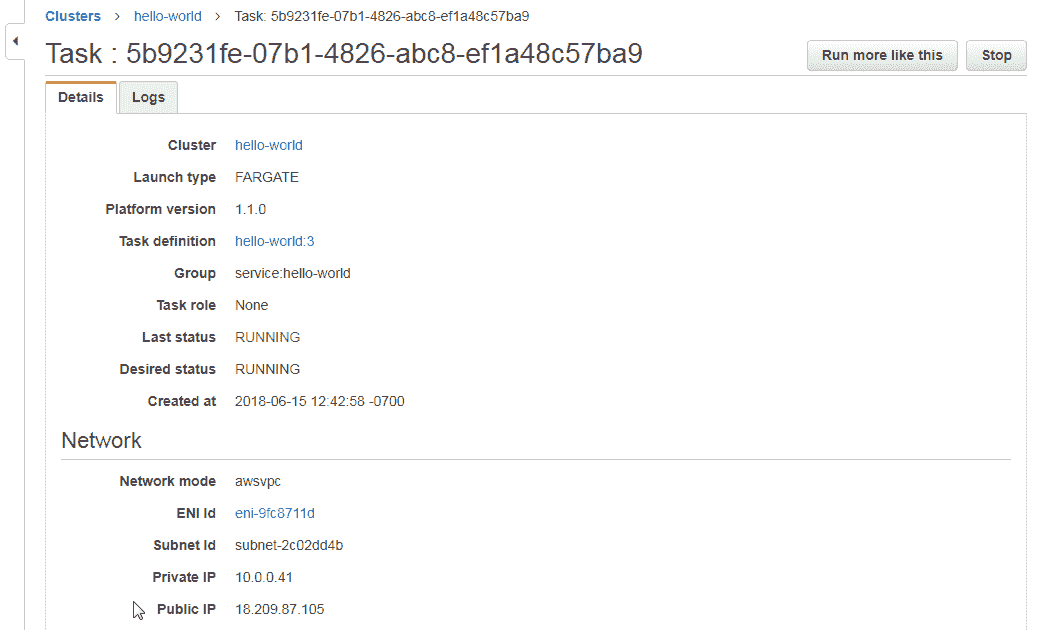 Clusters > hello-world > Task: 5b9231fe-07b1-4826-abc8-ef1a48c57ba9
Task : 5b9231fe-07b1-4826-abc8-ef1a48c57ba9
Run more like this Stop
Details Logs
Cluster hello-world
Launch type FARGATE
Platform version 1.1.0
Task definition hello-world:3
Group service:hello-world
Task role None
Last status RUNNING
Desired status RUNNING
Created at 2018-06-15 12:42:58 -0700
Network
Network mode awsvpc
ENI Id eni-9fc8711d
Subnet Id subnet-2c02dd4b
Private IP 10.0.0.41
Public IP 18.209.87.105